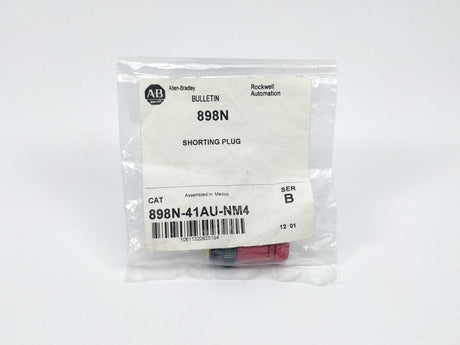 AB
Allen-Bradley
Rockwell
Automation
BULLETIN
898N
SHORTING PLUG
Assembled in: Mexico
CAT
SER
898N-41AU-NM4
B
12 01